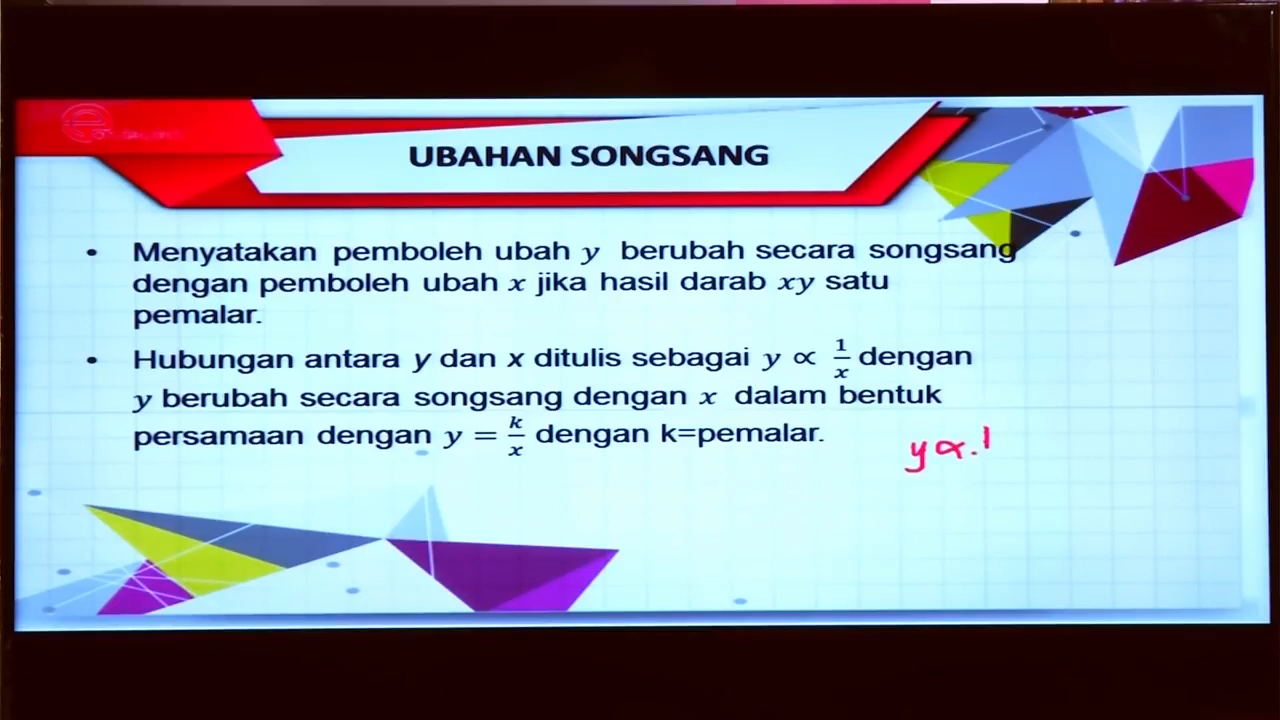 UBAHAN SONGSANG
• Menyatakan pemboleh ubah y berubah secara songsang
dengan pemboleh ubah x jika hasil darab xy satu
pemalar.
• Hubungan antara y dan x ditulis sebagai y ∝ 1/x dengan
y berubah secara songsang dengan x dalam bentuk
persamaan dengan y = k/x dengan k=pemalar.
y ∝ 1